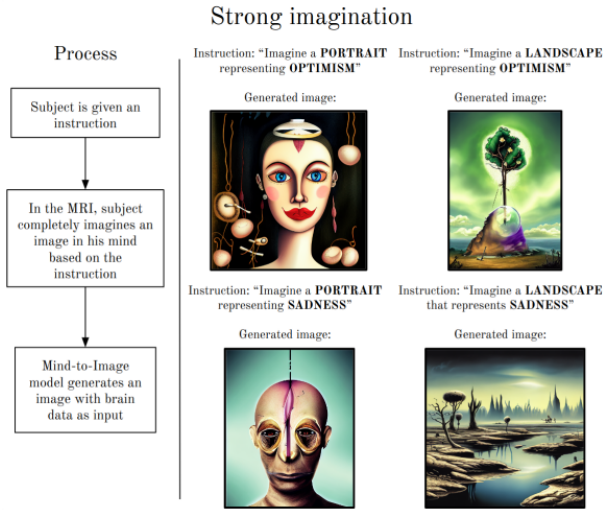 Strong imagination
Process
Subject is given an
instruction
In the MRI, subject
completely imagines an
image in his mind
based on the
instruction
Mind-to-Image
model generates an
image with brain
data as input
Instruction: “Imagine a PORTRAIT
representing OPTIMISM”
Generated image:
Instruction: “Imagine a LANDSCAPE
representing OPTIMISM”
Generated image:
Instruction: “Imagine a PORTRAIT
representing SADNESS”
Generated image:
Instruction: “Imagine a LANDSCAPE
that represents SADNESS”
Generated image: